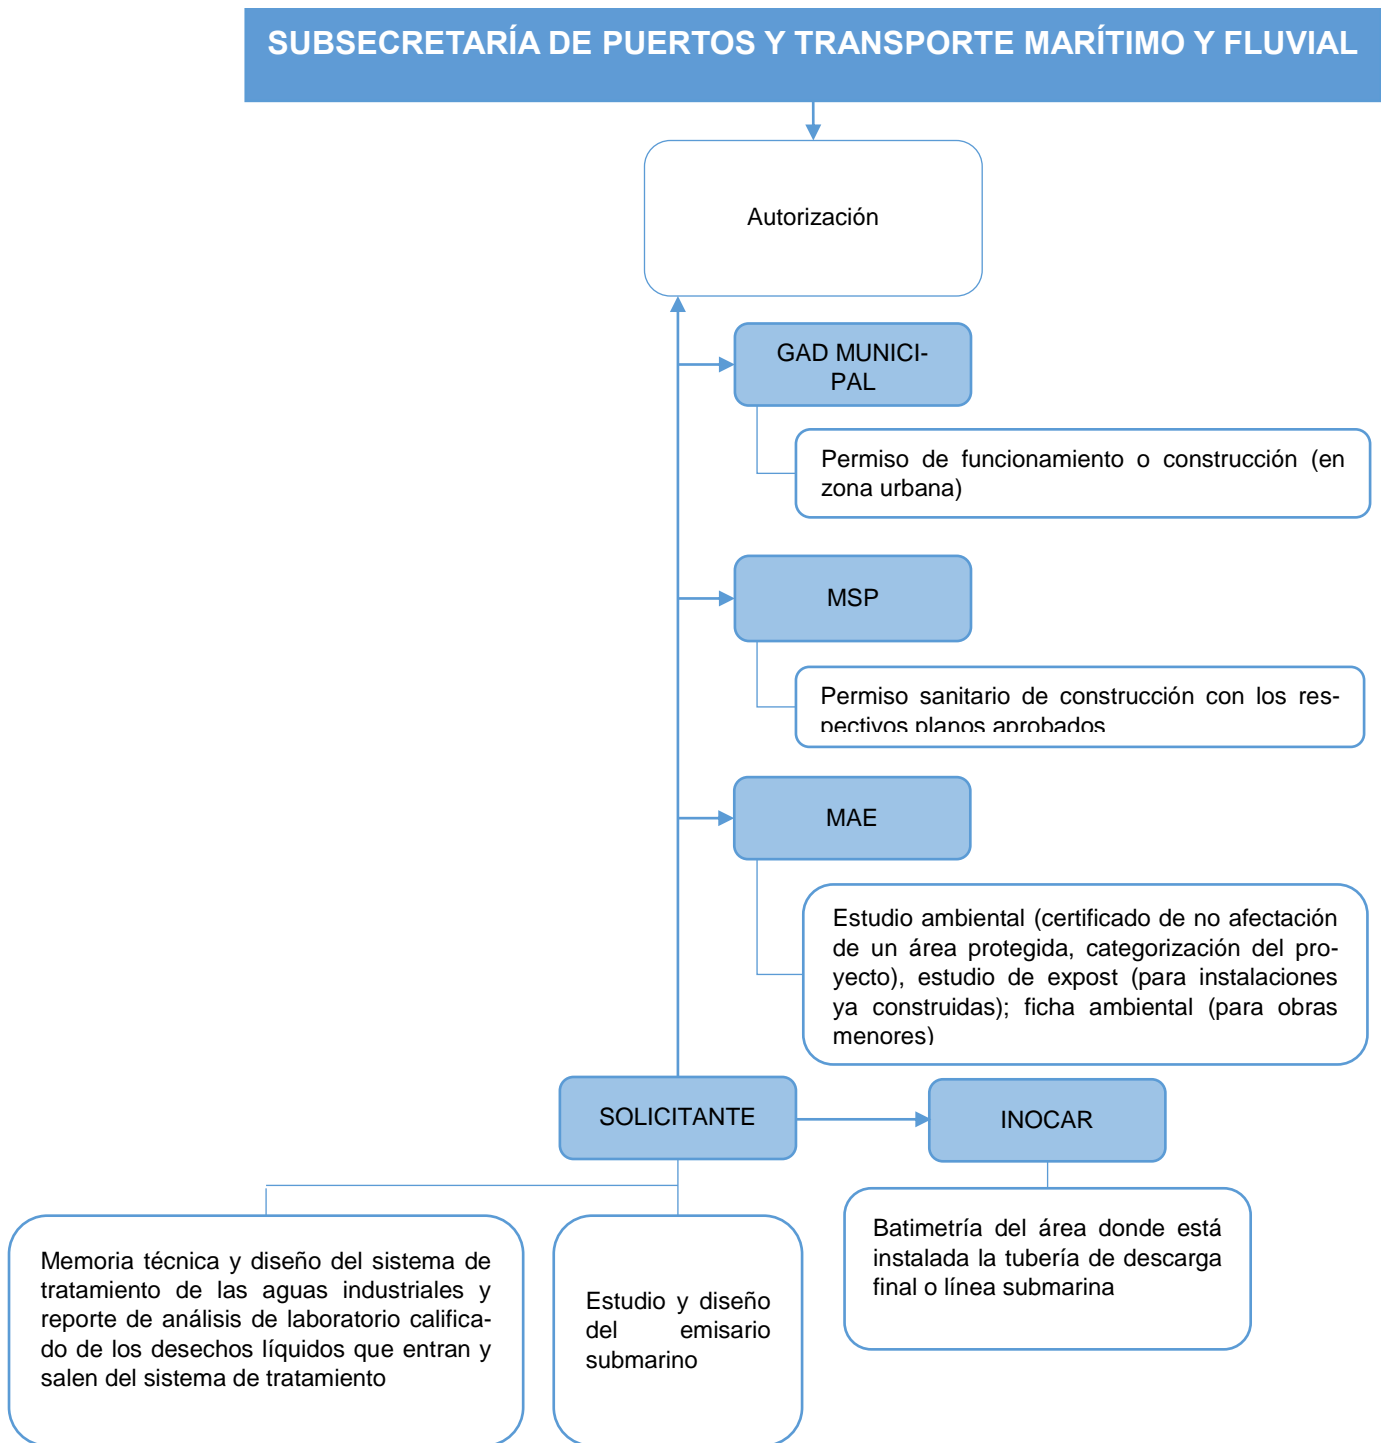 SUBSECRETARÍA DE PUERTOS Y TRANSPORTE MARÍTIMO Y FLUVIAL
Autorización
GAD MUNICI-
PAL
Permiso de funcionamiento o construcción (en
zona urbana)
MSP
Permiso sanitario de construcción con los res-
pectivos planos aprobados
MAE
Estudio ambiental (certificado de no afectación
de un área protegida, categorización del pro-
yecto), estudio de expost (para instalaciones
ya construidas); ficha ambiental (para obras
menores)
SOLICITANTE
INOCAR
Memoria técnica y diseño del sistema de
tratamiento de las aguas industriales y
reporte de análisis de laboratorio califica-
do de los desechos líquidos que entran y
salen del sistema de tratamiento
Estudio y diseño
del emisario
submarino
Batimetría del área donde está
instalada la tubería de descarga
final o línea submarina